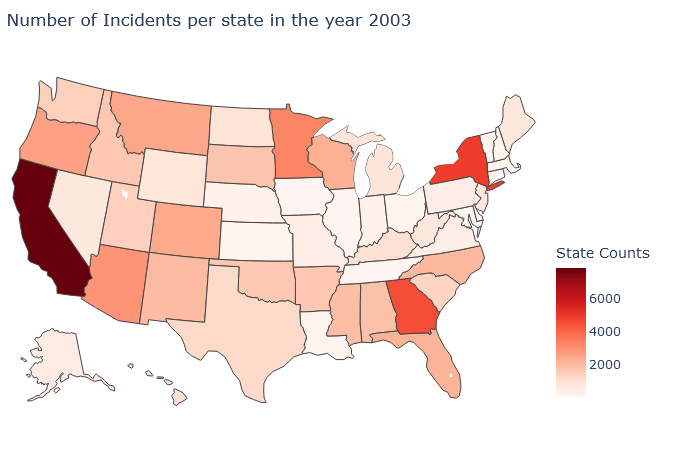 Number of Incidents per state in the year 2003
State Counts
6000
4000
2000